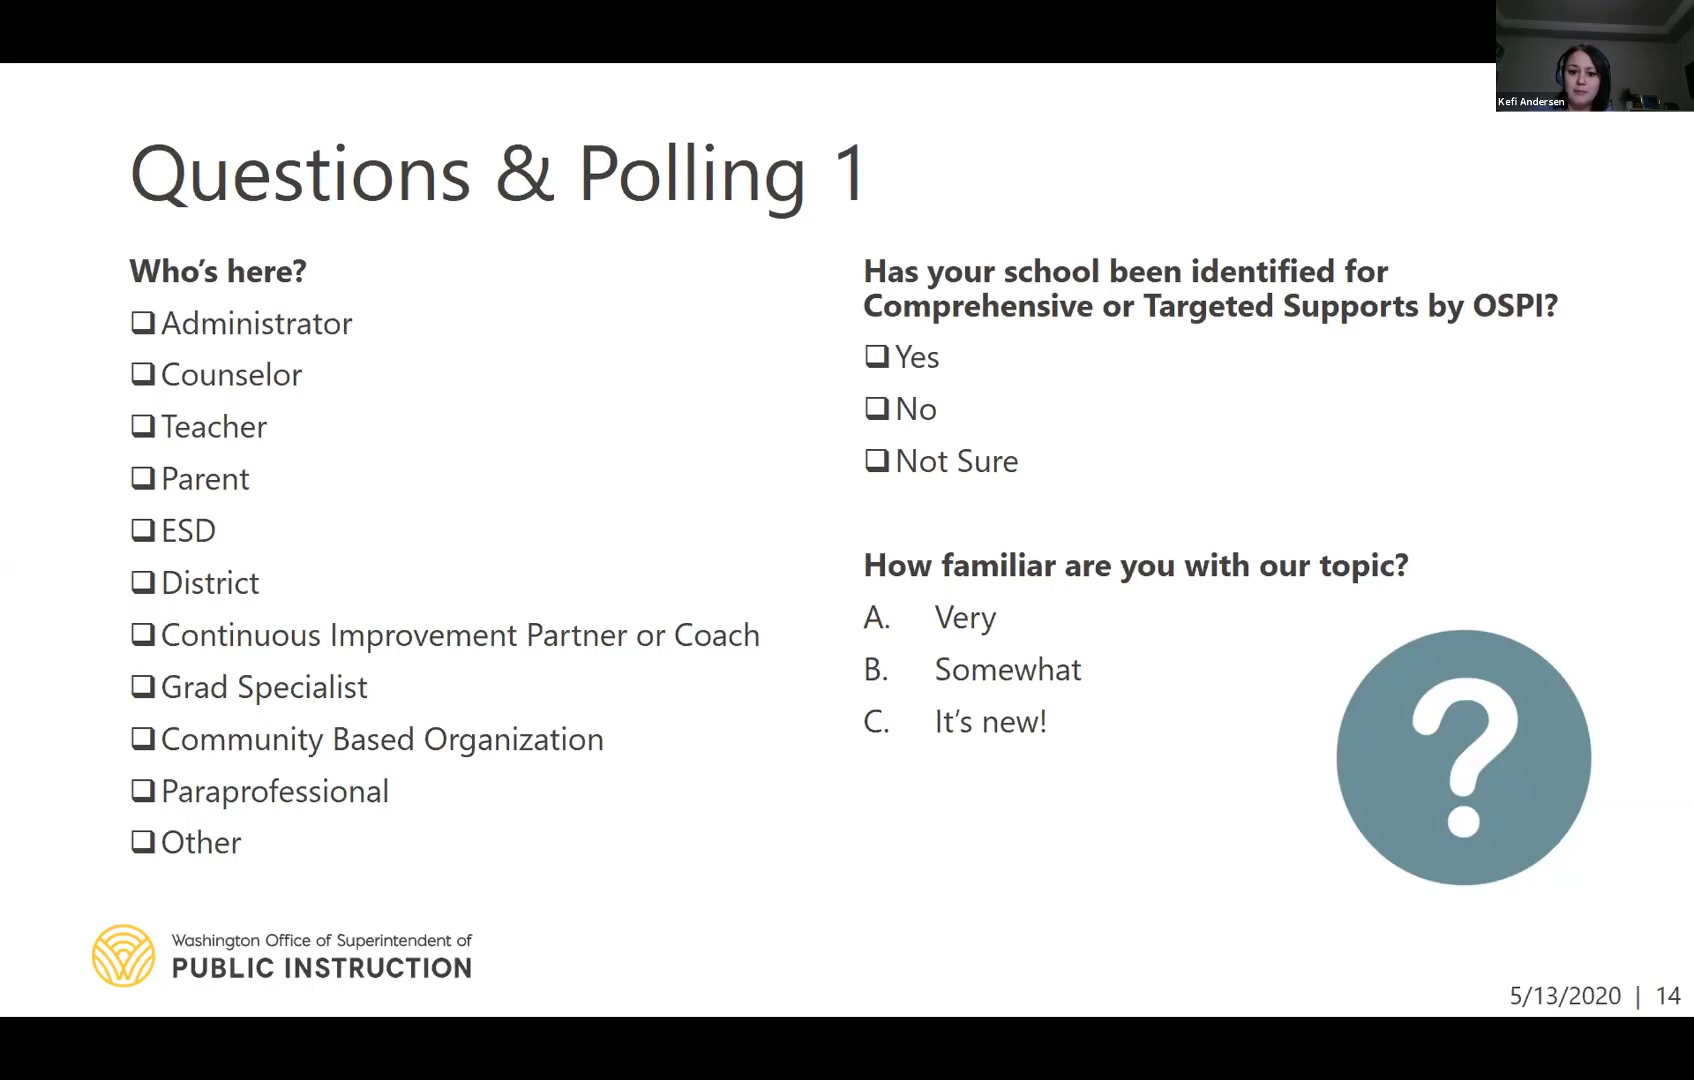 Kefi Andersen
Questions & Polling 1
Who's here?
❑ Administrator
❑ Counselor
❑ Teacher
❑ Parent
❑ ESD
❑ District
❑ Continuous Improvement Partner or Coach
❑ Grad Specialist
❑ Community Based Organization
❑ Paraprofessional
❑ Other
Has your school been identified for
Comprehensive or Targeted Supports by OSPI?
❑ Yes
❑ No
❑ Not Sure
How familiar are you with our topic?
A. Very
B. Somewhat
C. It's new!
?
Washington Office of Superintendent of
PUBLIC INSTRUCTION
5/13/2020 | 14